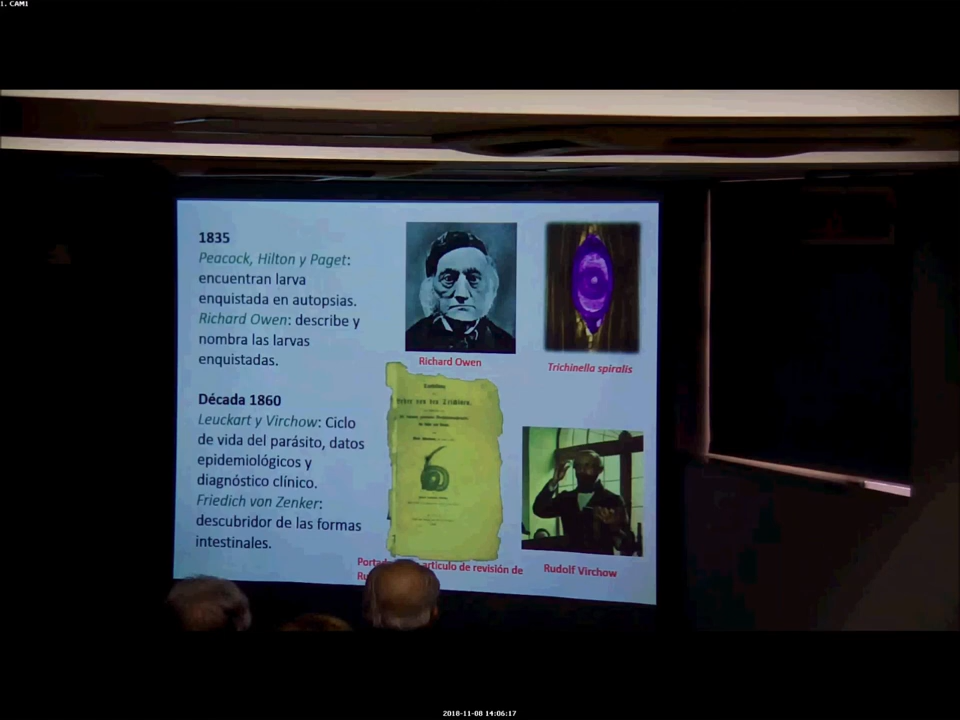 1. CAM1
1835
Peacock, Hilton y Paget:
encuentran larva
enquistada en autopsias.
Richard Owen: describe y
nombra las larvas
enquistadas.
Década 1860
Leuckart y Virchow: Ciclo
de vida del parásito, datos
epidemiológicos y
diagnóstico clínico.
Friedich von Zenker:
descubridor de las formas
intestinales.
Richard Owen
Trichinella spiralis
articulo de revisión de
Rudolf Virchow
2018-11-08 14:06:17